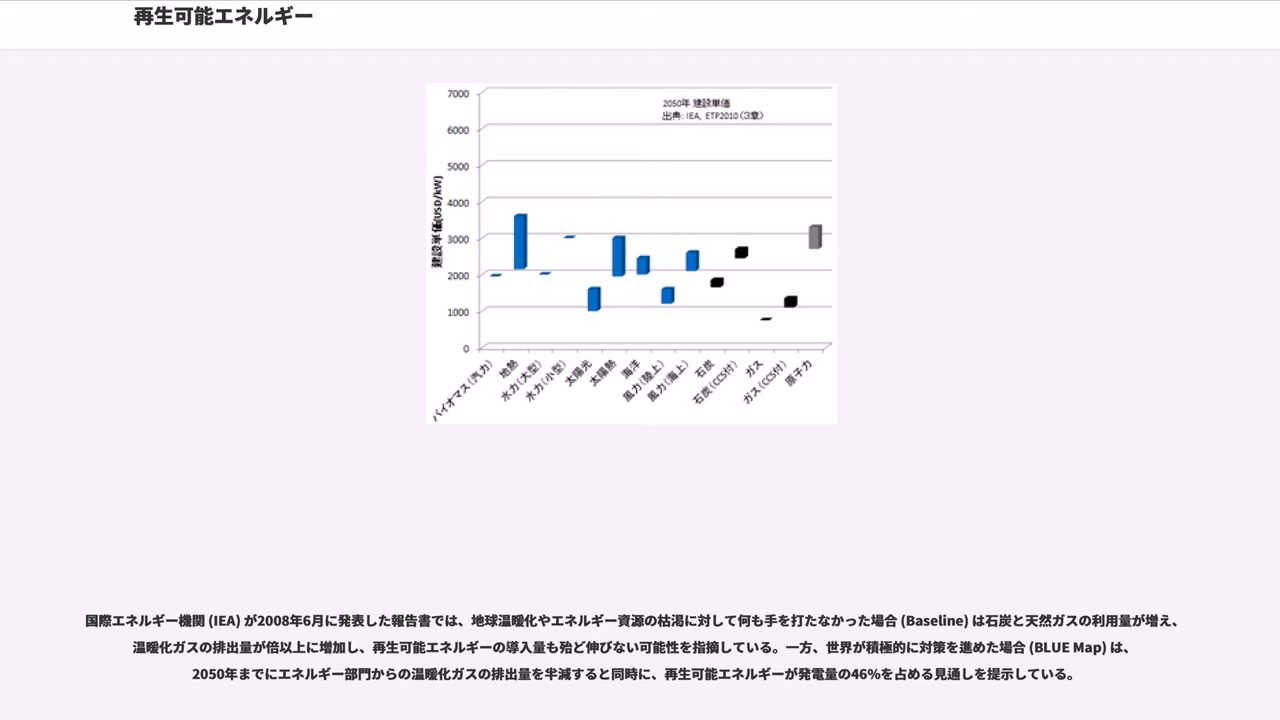 再生可能エネルギー
2050年 建設単価
出典: IEA, ETP2010（3章）
建設単価(USD/kW)
7000
6000
5000
4000
3000
2000
1000
0
バイオマス(汽力)
地熱
水力(大型)
水力(小型)
太陽光
太陽熱
海洋
風力(陸上)
風力(海上)
石炭
石炭(CCS付)
ガス
ガス(CCS付)
原子力
国際エネルギー機関 (IEA) が2008年6月に発表した報告書では、地球温暖化やエネルギー資源の枯渇に対して何も手を打たなかった場合 (Baseline) は石炭と天然ガスの利用量が増え、
温暖化ガスの排出量が倍以上に増加し、再生可能エネルギーの導入量も殆ど伸びない可能性を指摘している。一方、世界が積極的に対策を進めた場合 (BLUE Map) は、
2050年までにエネルギー部門からの温暖化ガスの排出量を半減すると同時に、再生可能エネルギーが発電量の46%を占める見通しを提示している。